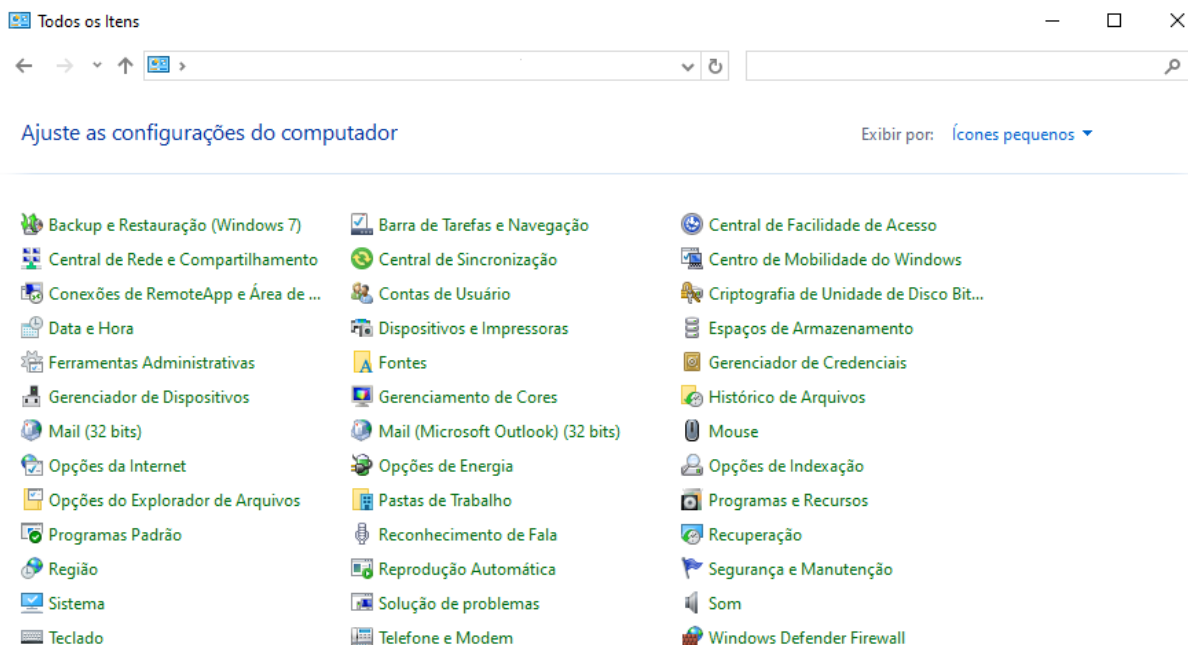 Todos os Itens
Ajuste as configurações do computador
Exibir por: Ícones pequenos
Backup e Restauração (Windows 7)
Barra de Tarefas e Navegação
Central de Facilidade de Acesso
Central de Rede e Compartilhamento
Central de Sincronização
Centro de Mobilidade do Windows
Conexões de RemoteApp e Área de ...
Contas de Usuário
Criptografia de Unidade de Disco Bit...
Data e Hora
Dispositivos e Impressoras
Espaços de Armazenamento
Ferramentas Administrativas
Fontes
Gerenciador de Credenciais
Gerenciador de Dispositivos
Gerenciamento de Cores
Histórico de Arquivos
Mail (32 bits)
Mail (Microsoft Outlook) (32 bits)
Mouse
Opções da Internet
Opções de Energia
Opções de Indexação
Opções do Explorador de Arquivos
Pastas de Trabalho
Programas e Recursos
Programas Padrão
Reconhecimento de Fala
Recuperação
Região
Reprodução Automática
Segurança e Manutenção
Sistema
Solução de problemas
Som
Teclado
Telefone e Modem
Windows Defender Firewall